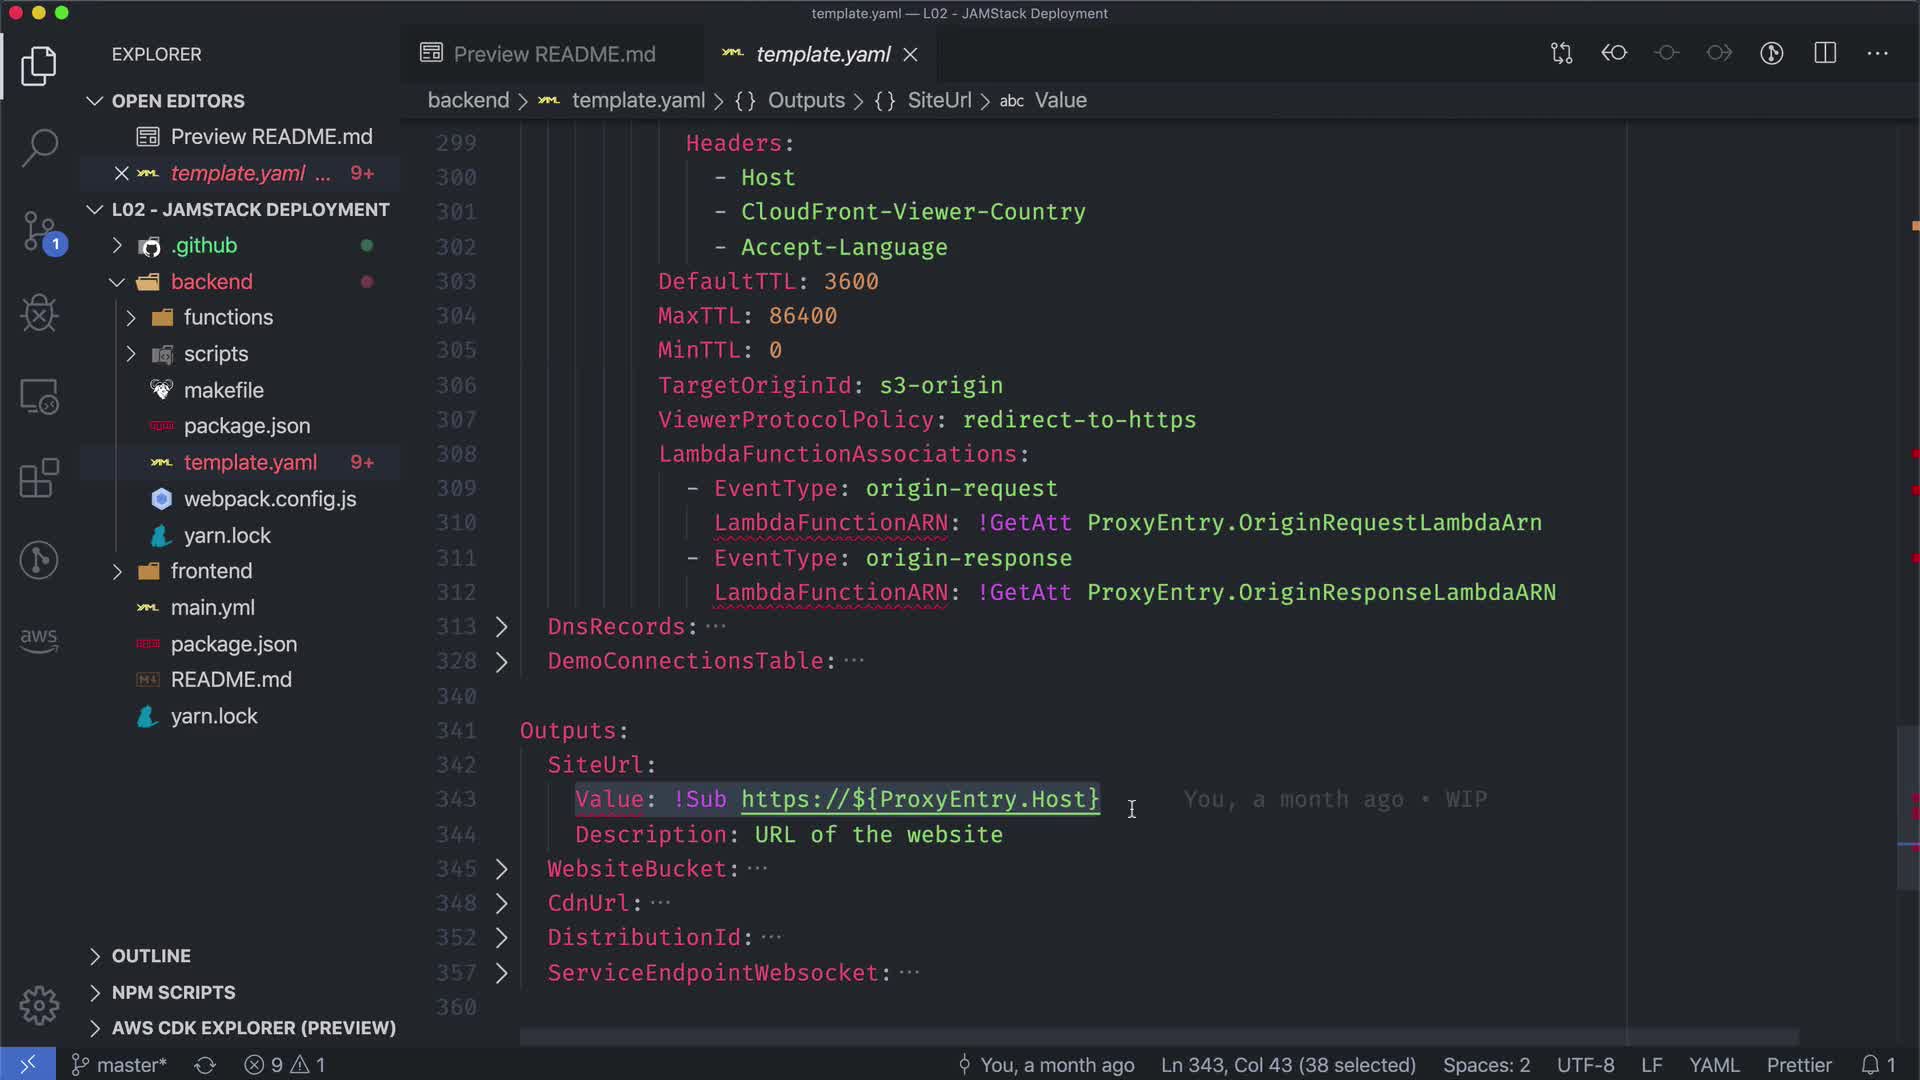 template.yaml — L02 - JAMStack Deployment
EXPLORER
OPEN EDITORS
Preview README.md
template.yaml ... 9+
L02 - JAMSTACK DEPLOYMENT
.github
backend
functions
scripts
makefile
package.json
template.yaml 9+
webpack.config.js
yarn.lock
frontend
main.yml
package.json
README.md
yarn.lock
OUTLINE
NPM SCRIPTS
AWS CDK EXPLORER (PREVIEW)
1
aws
Preview README.md
template.yaml
backend > template.yaml > {} Outputs > {} SiteUrl > abc Value
299 Headers:
300 - Host
301 - CloudFront-Viewer-Country
302 - Accept-Language
303 DefaultTTL: 3600
304 MaxTTL: 86400
305 MinTTL: 0
306 TargetOriginId: s3-origin
307 ViewerProtocolPolicy: redirect-to-https
308 LambdaFunctionAssociations:
309 - EventType: origin-request
310 LambdaFunctionARN: !GetAtt ProxyEntry.OriginRequestLambdaArn
311 - EventType: origin-response
312 LambdaFunctionARN: !GetAtt ProxyEntry.OriginResponseLambdaARN
313 DnsRecords:···
328 DemoConnectionsTable:···
340
341 Outputs:
342 SiteUrl:
343 Value: !Sub https://${ProxyEntry.Host} You, a month ago • WIP
344 Description: URL of the website
345 WebsiteBucket:···
348 CdnUrl:···
352 DistributionId:···
357 ServiceEndpointWebsocket:···
360
master* 9 1 You, a month ago Ln 343, Col 43 (38 selected) Spaces: 2 UTF-8 LF YAML Prettier 1